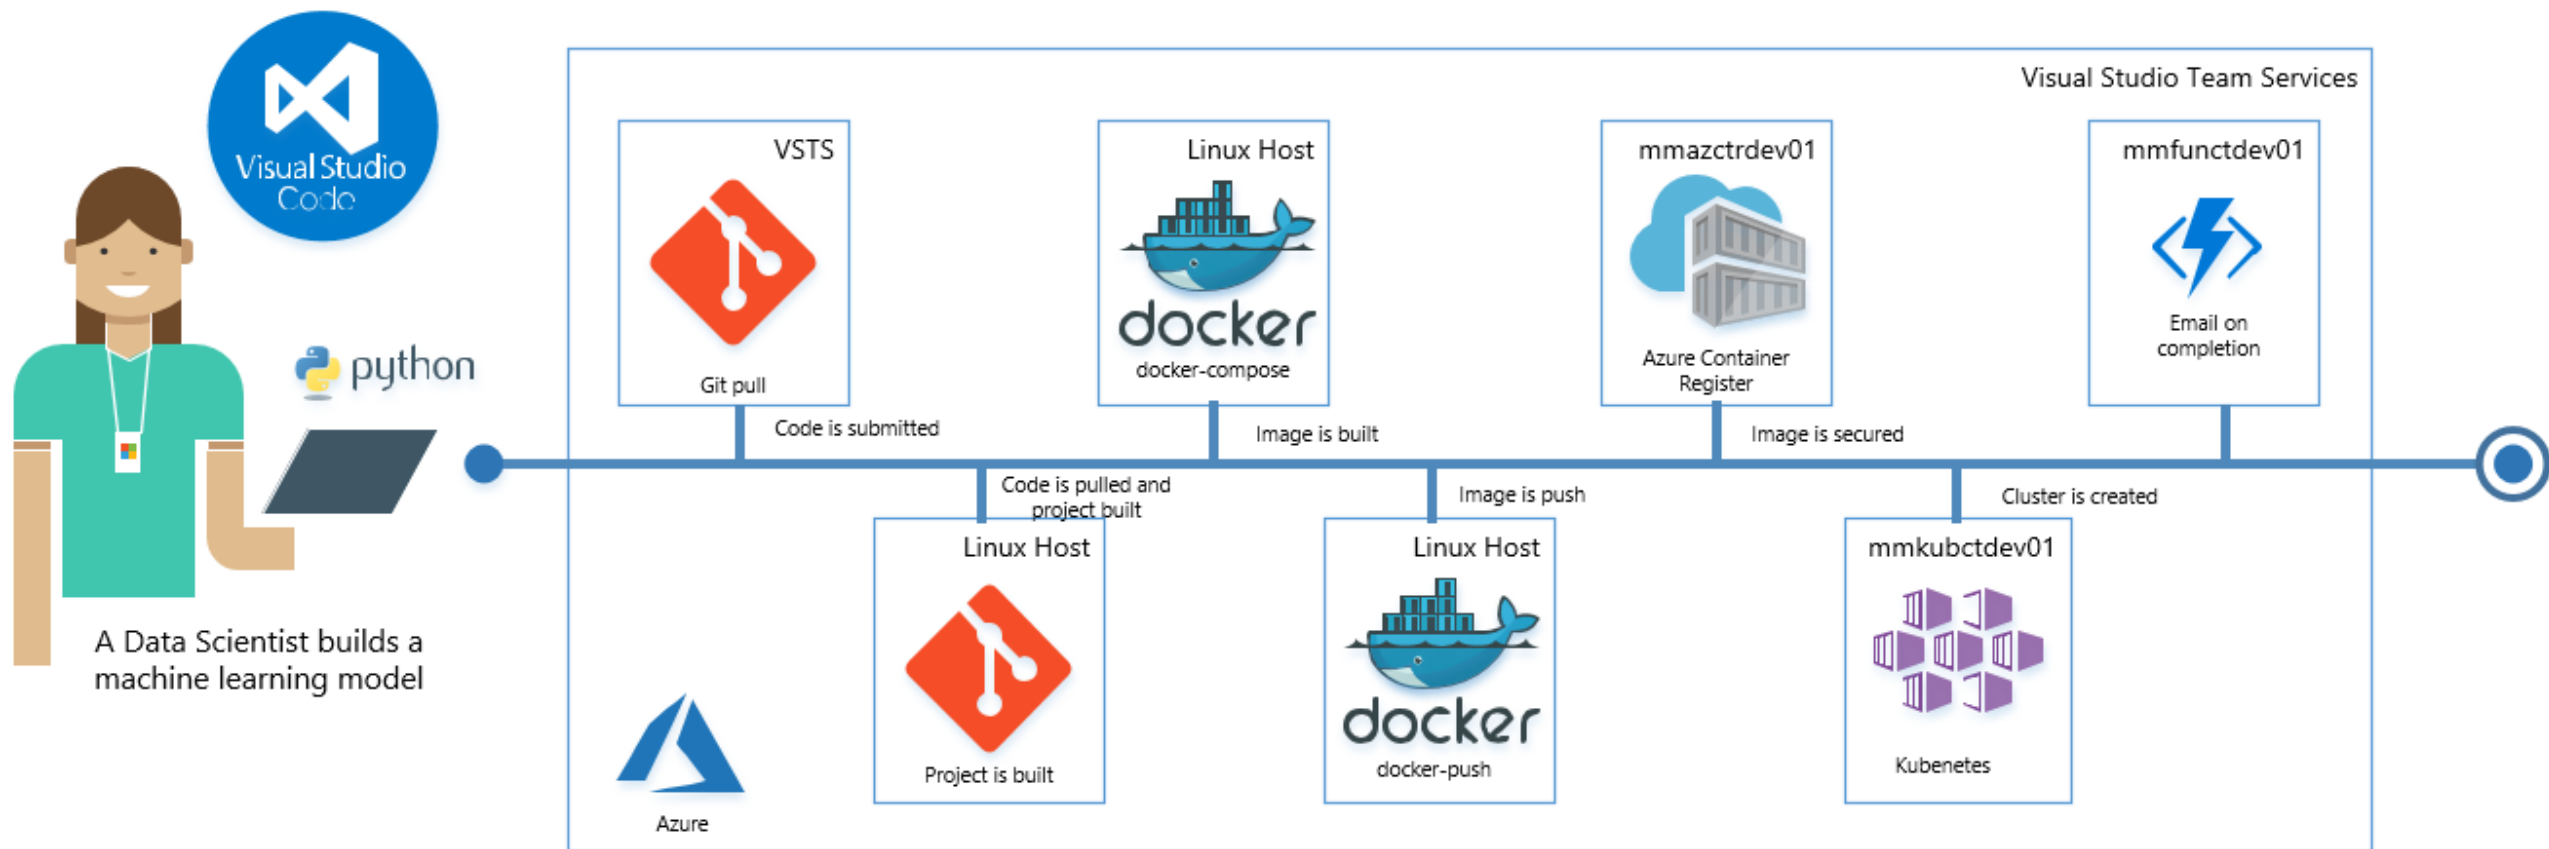 Visual Studio
Code
python
A Data Scientist builds a
machine learning model
Visual Studio Team Services
VSTS
Git pull
Code is submitted
Linux Host
Project is built
Code is pulled and
project built
Linux Host
docker
docker-compose
Image is built
Linux Host
docker
docker-push
Image is push
mmazctrdev01
Azure Container
Register
Image is secured
mmkubctdev01
Kubenetes
Cluster is created
mmfunctdev01
Email on
completion
Azure